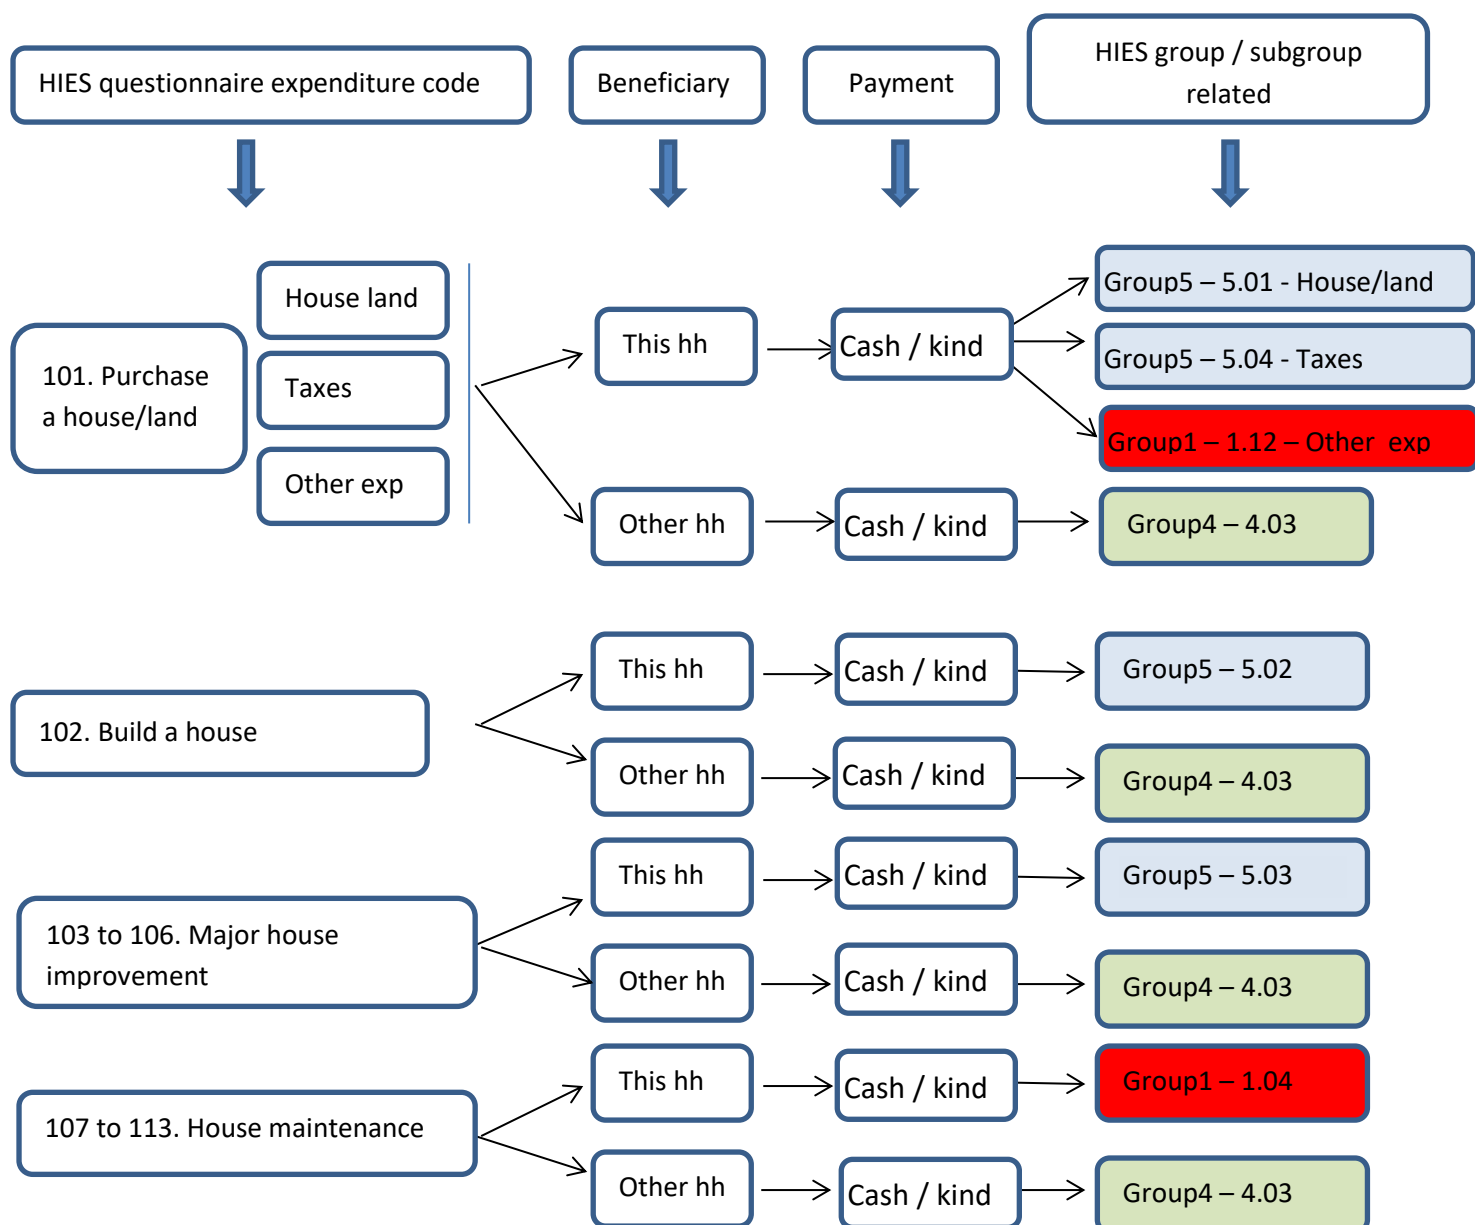 HIES questionnaire expenditure code
Beneficiary
Payment
HIES group / subgroup
related
101. Purchase
a house/land
House land
Taxes
Other exp
This hh
Cash / kind
Group5 – 5.01 - House/land
Group5 – 5.04 - Taxes
Group1 – 1.12 – Other  exp
Other hh
Cash / kind
Group4 – 4.03
102. Build a house
This hh
Cash / kind
Group5 – 5.02
Other hh
Cash / kind
Group4 – 4.03
103 to 106. Major house
improvement
This hh
Cash / kind
Group5 – 5.03
Other hh
Cash / kind
Group4 – 4.03
107 to 113. House maintenance
This hh
Cash / kind
Group1 – 1.04
Other hh
Cash / kind
Group4 – 4.03